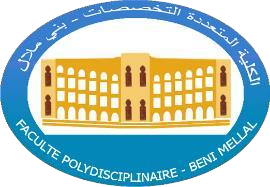 الكلية المتعددة التخصصات - بني ملال
FACULTE POLYDISCIPLINAIRE - BENI MELLAL